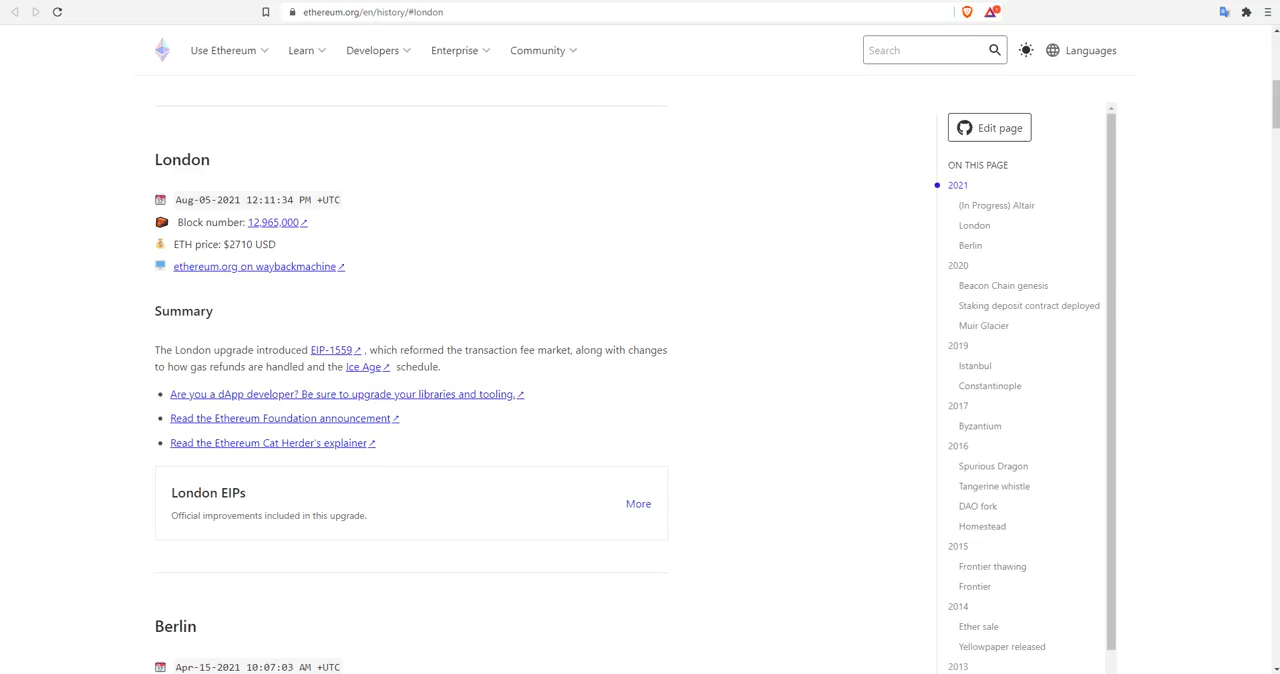 ethereum.org/en/history/#london
Use Ethereum Learn Developers Enterprise Community Search Languages
London
Aug-05-2021 12:11:34 PM +UTC
Block number: 12,965,000↗
ETH price: $2710 USD
ethereum.org on waybackmachine↗
Summary
The London upgrade introduced EIP-1559↗ , which reformed the transaction fee market, along with changes
to how gas refunds are handled and the Ice Age↗ schedule.
• Are you a dApp developer? Be sure to upgrade your libraries and tooling.↗
• Read the Ethereum Foundation announcement↗
• Read the Ethereum Cat Herder's explainer↗
London EIPs
Official improvements included in this upgrade.
More
Berlin
Apr-15-2021 10:07:03 AM +UTC
Edit page
ON THIS PAGE
2021
(In Progress) Altair
London
Berlin
2020
Beacon Chain genesis
Staking deposit contract deployed
Muir Glacier
2019
Istanbul
Constantinople
2017
Byzantium
2016
Spurious Dragon
Tangerine whistle
DAO fork
Homestead
2015
Frontier thawing
Frontier
2014
Ether sale
Yellowpaper released
2013